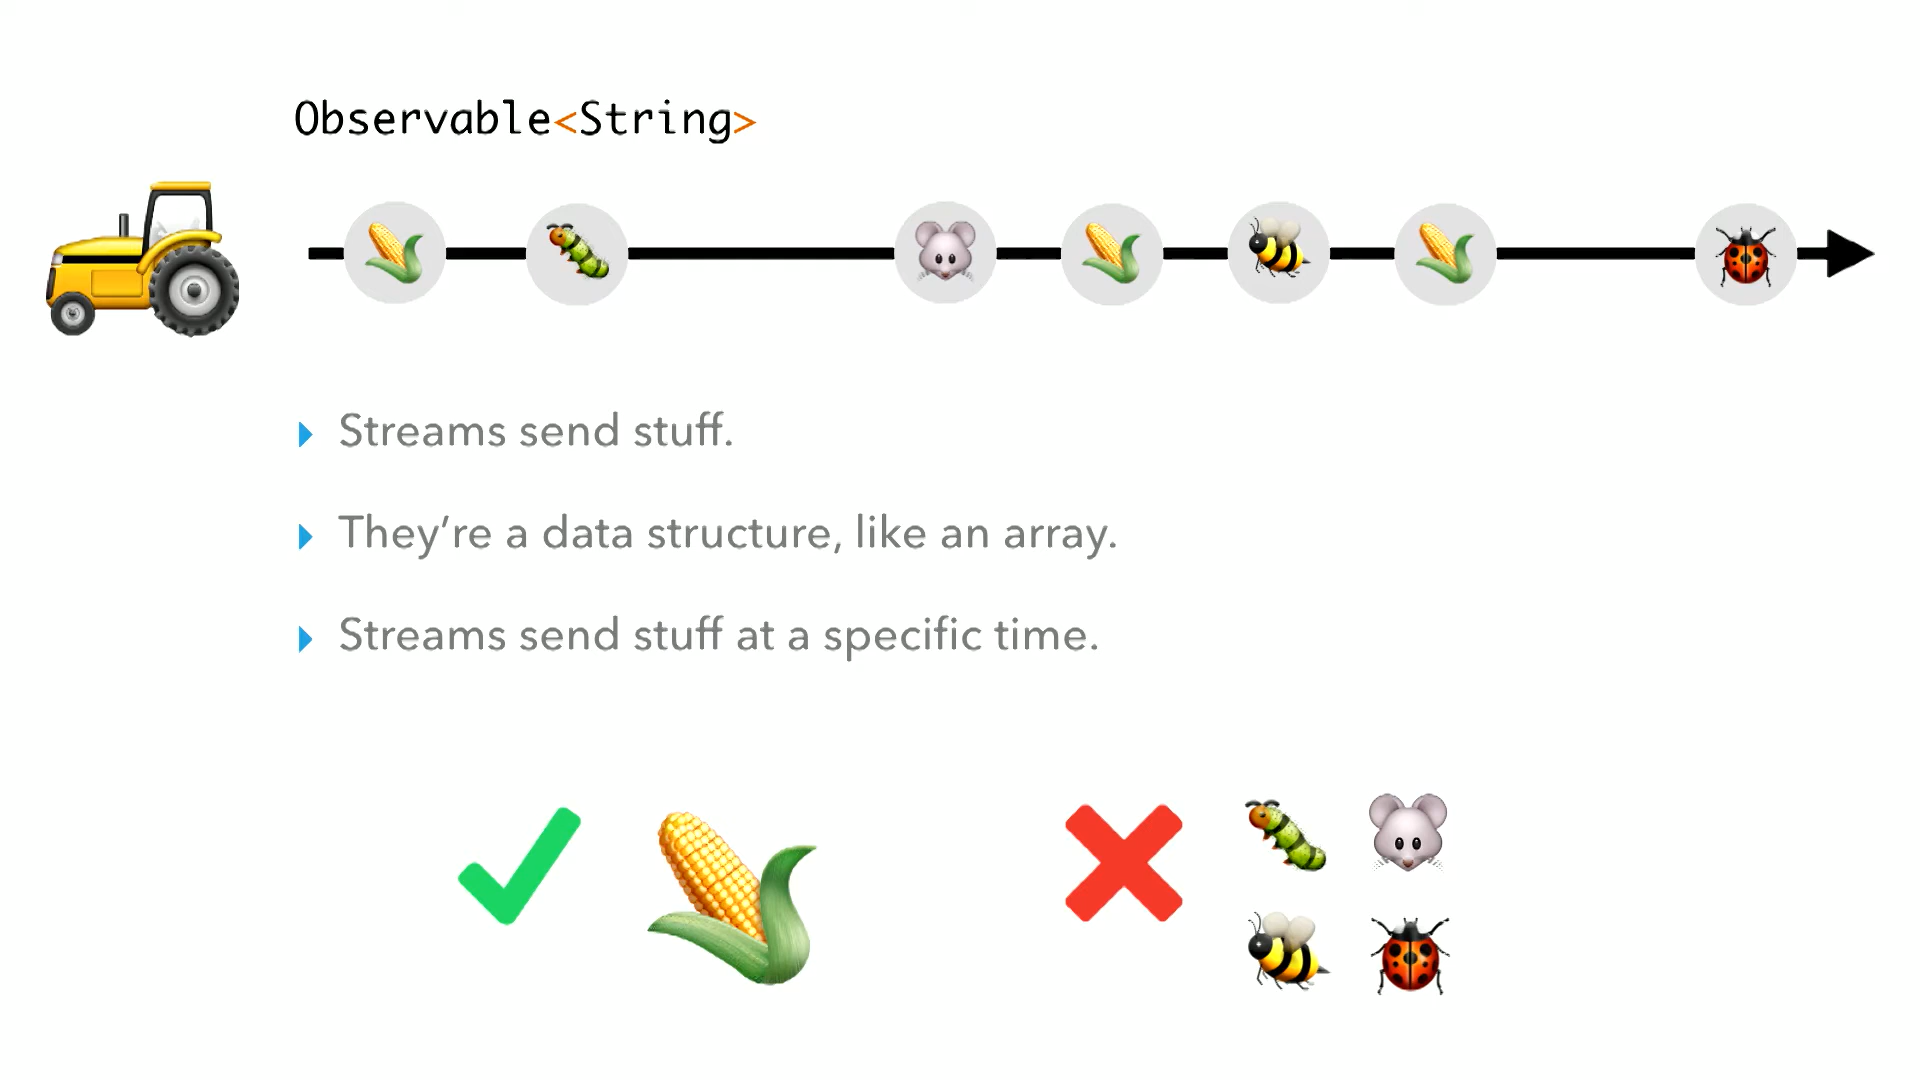 Observable<String>
Streams send stuff.
They're a data structure, like an array.
Streams send stuff at a specific time.